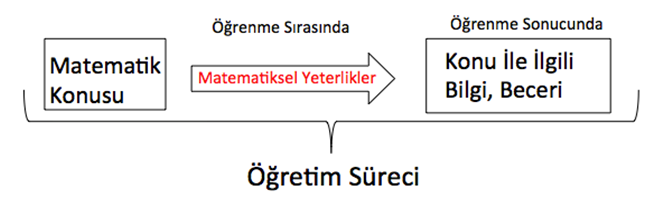 Öğrenme Sırasında
Öğrenme Sonucunda
Matematik
Konusu
Matematiksel Yeterlikler
Konu İle İlgili
Bilgi, Beceri
Öğretim Süreci